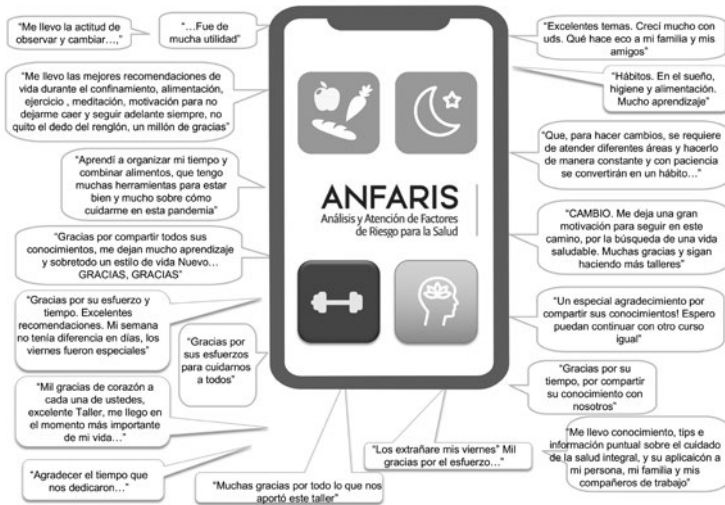 “Me llevo la actitud de
observar y cambiar…,”
“…Fue de
mucha utilidad”
“Me llevo las mejores recomendaciones de
vida durante el confinamiento, alimentación,
ejercicio , meditación, motivación para no
dejarme caer y seguir adelante siempre, no
quito el dedo del renglón, un millón de gracias”
“Aprendí a organizar mi tiempo y
combinar alimentos, que tengo
muchas herramientas para estar
bien y mucho sobre cómo
cuidarme en esta pandemia”
“Gracias por compartir todos sus
conocimientos, me dejan mucho aprendizaje
y sobretodo un estilo de vida Nuevo…
GRACIAS, GRACIAS”
“Gracias por su esfuerzo y
tiempo. Excelentes
recomendaciones. Mi semana
no tenía diferencia en días, los
viernes fueron especiales”
“Gracias por
sus esfuerzos
para cuidarnos
a todos”
“Mil gracias de corazón a
cada una de ustedes,
excelente Taller, me llego en
el momento más importante
de mi vida…”
“Agradecer el tiempo que
nos dedicaron…”
“Muchas gracias por todo lo que nos
aportó este taller”
ANFARIS
Análisis y Atención de Factores
de Riesgo para la Salud
“Excelentes temas. Crecí mucho con
uds. Qué hace eco a mi familia y mis
amigos”
“Hábitos. En el sueño,
higiene y alimentación.
Mucho aprendizaje”
“Que, para hacer cambios, se requiere
de atender diferentes áreas y hacerlo
de manera constante y con paciencia
se convertirán en un hábito…”
“CAMBIO. Me deja una gran
motivación para seguir en este
camino, por la búsqueda de una vida
saludable. Muchas gracias y sigan
haciendo más talleres”
“Un especial agradecimiento por
compartir sus conocimientos! Espero
puedan continuar con otro curso
igual”
“Gracias por su
tiempo, por compartir
su conocimiento con
nosotros”
“Los extrañare mis viernes” Mil
gracias por el esfuerzo…”
“Me llevo conocimiento, tips e
información puntual sobre el cuidado
de la salud integral, y su aplicaicón a
mi persona, mi familia y mis
compañeros de trabajo”